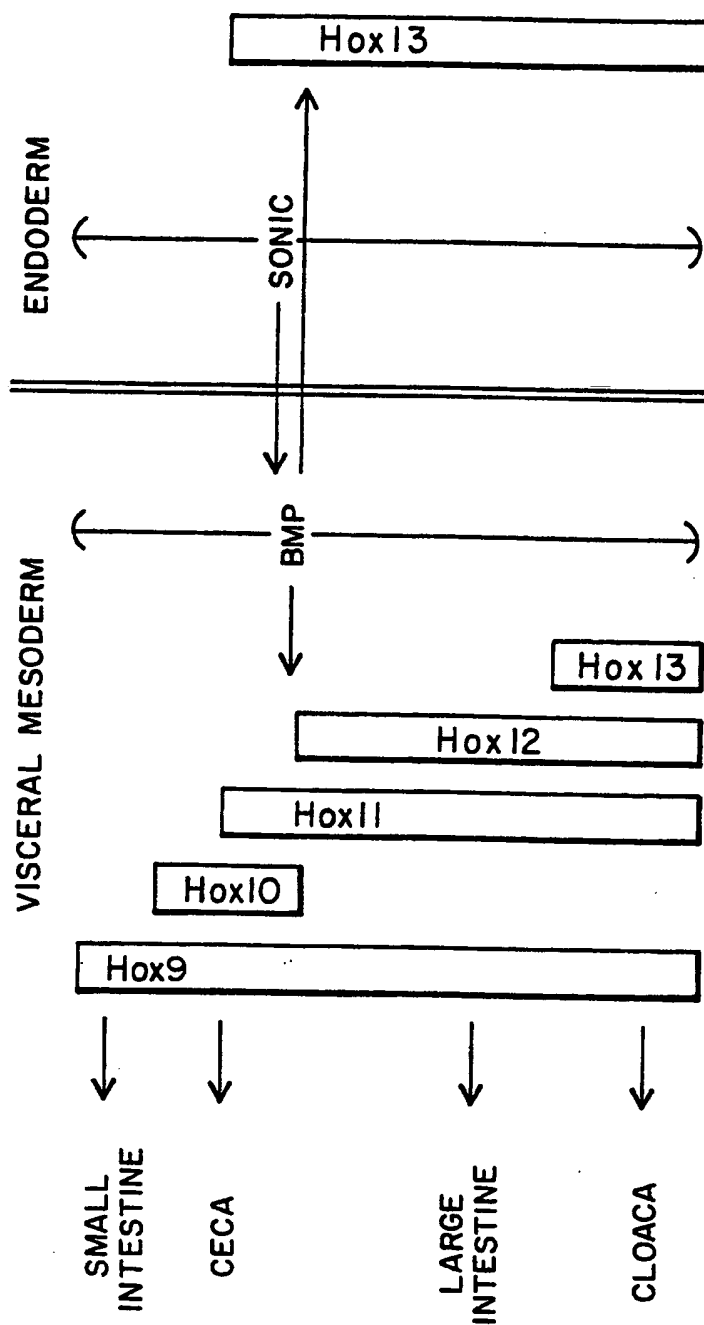 ENDODERM
Hox13
SONIC
VISCERAL MESODERM
BMP
Hox13
Hox12
Hox11
Hox10
Hox9
SMALL
INTESTINE
CECA
LARGE
INTESTINE
CLOACA